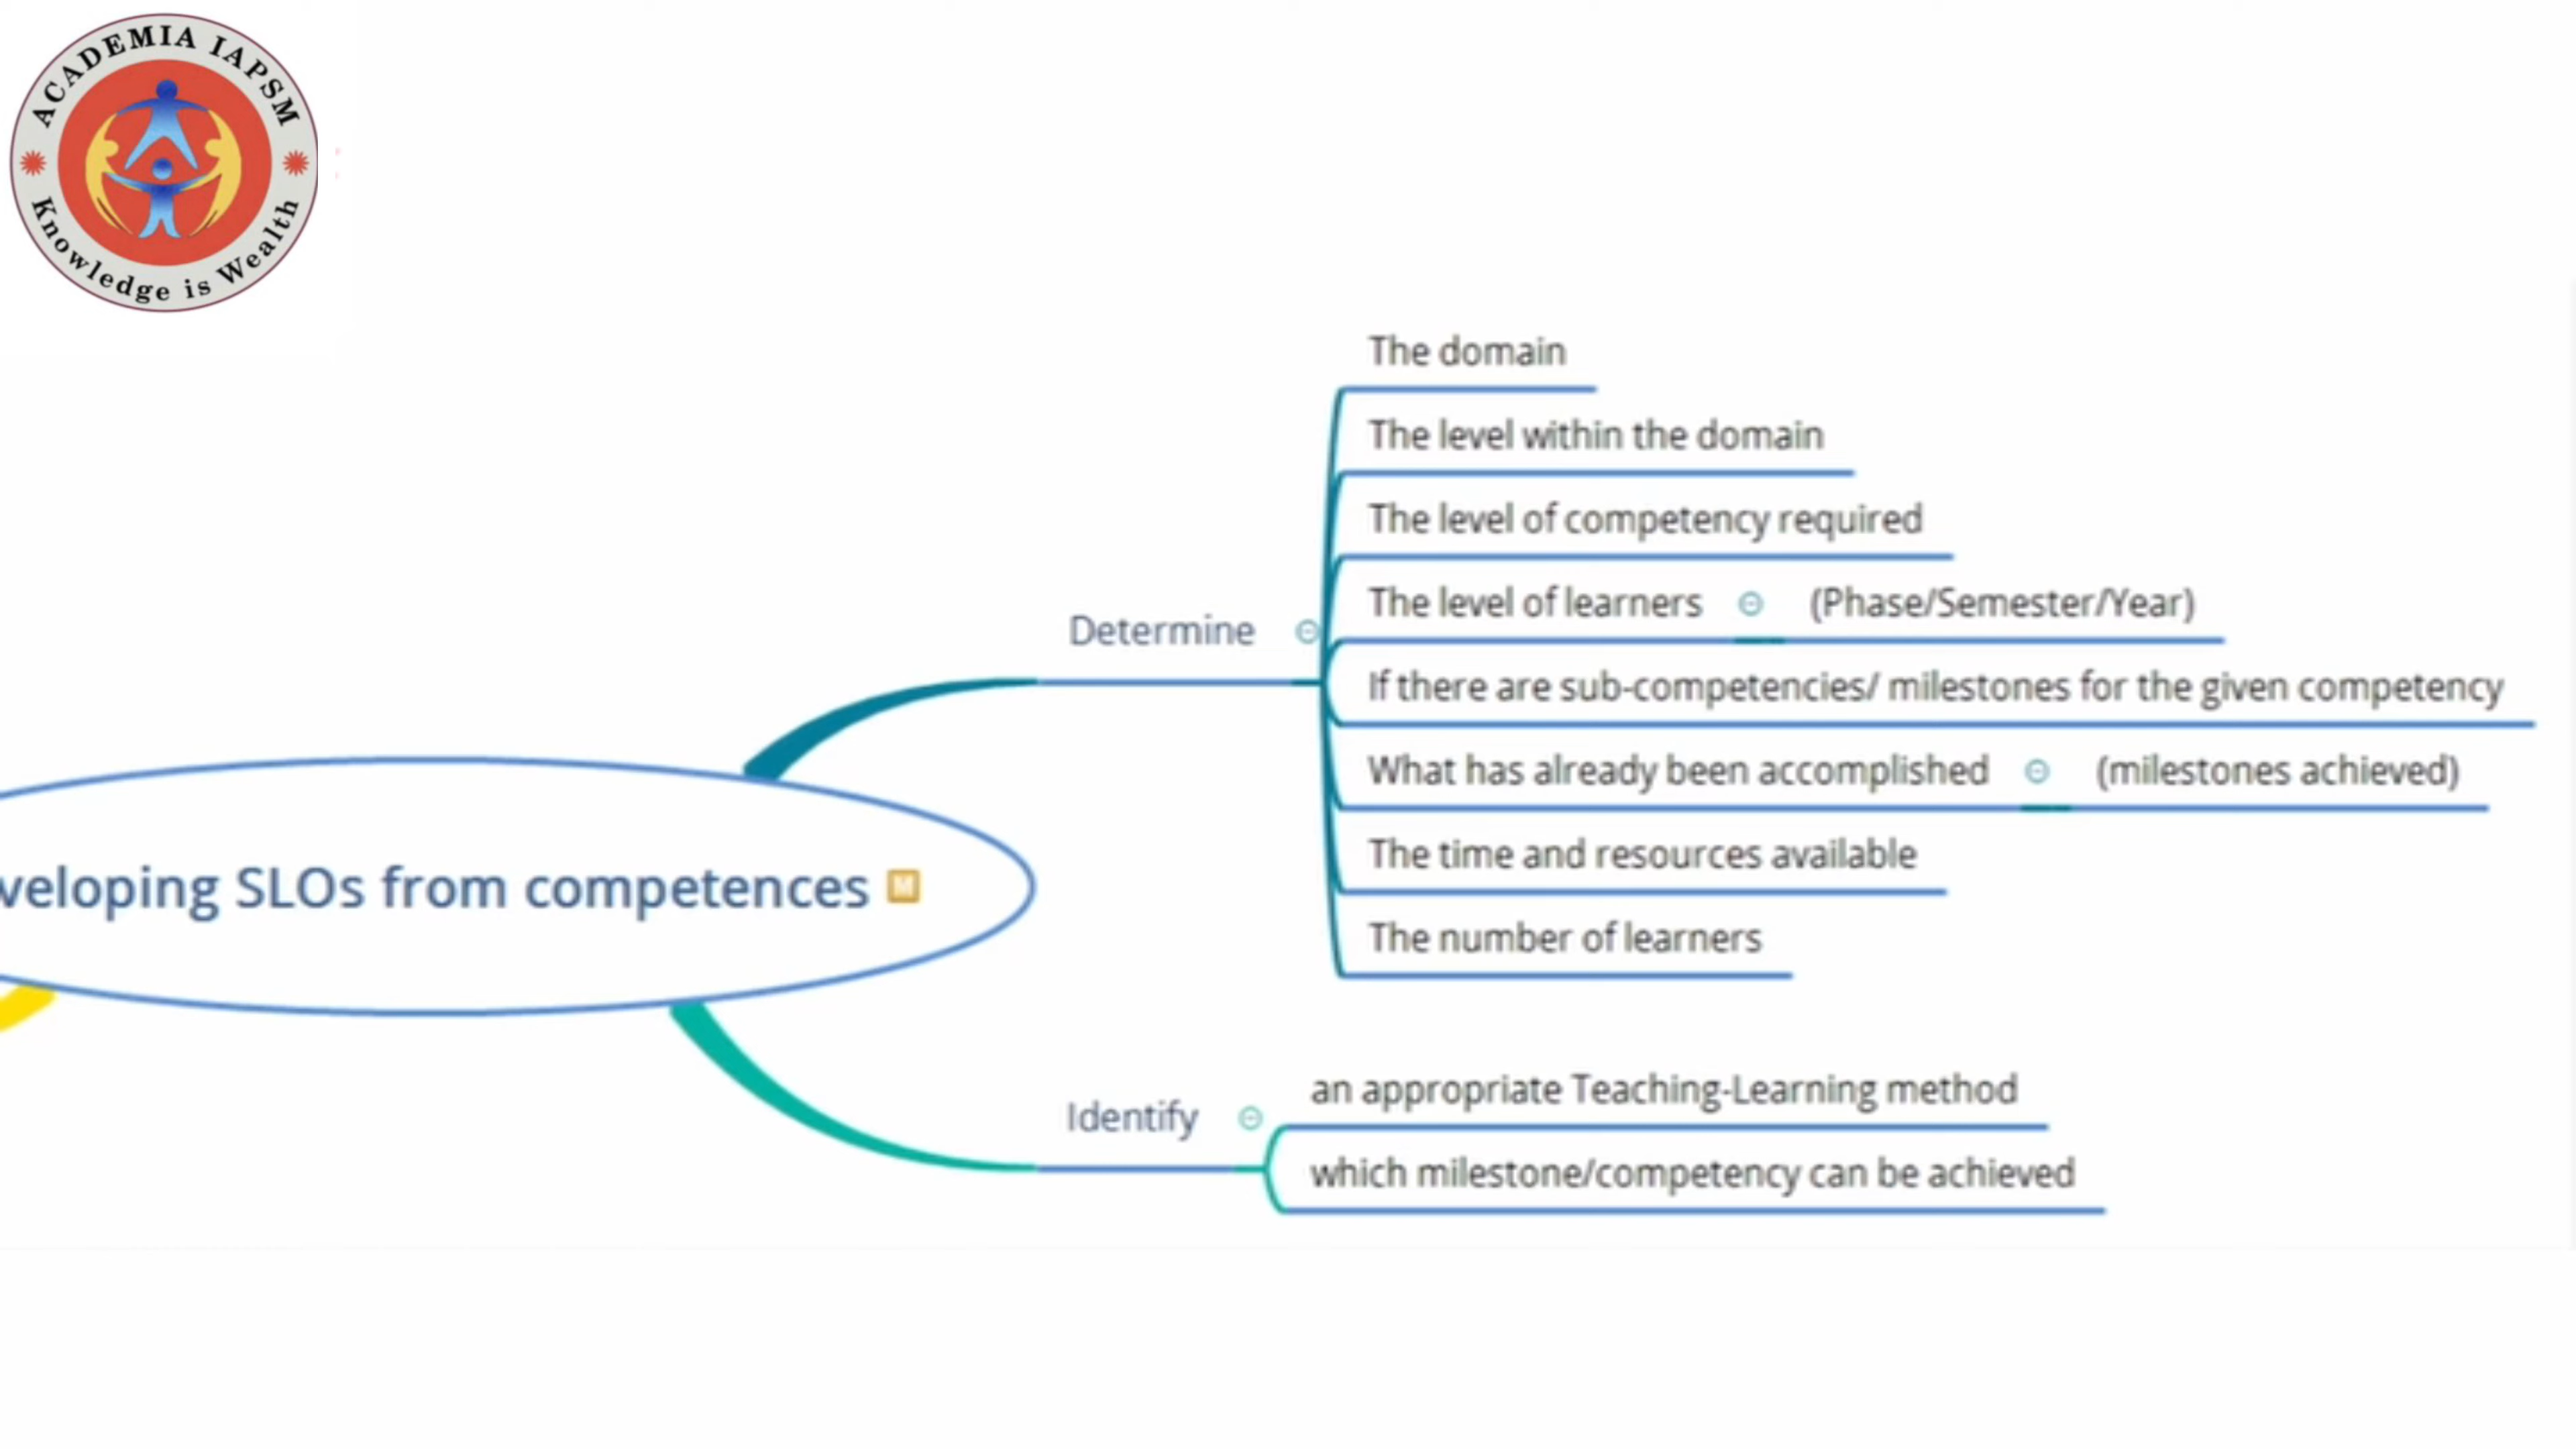 ACADEMIA IAPSM
Knowledge is Wealth
The domain
The level within the domain
The level of competency required
The level of learners (Phase/Semester/Year)
Determine
If there are sub-competencies/ milestones for the given competency
What has already been accomplished (milestones achieved)
The time and resources available
The number of learners
veloping SLOs from competences M
Identify
an appropriate Teaching-Learning method
which milestone/competency can be achieved